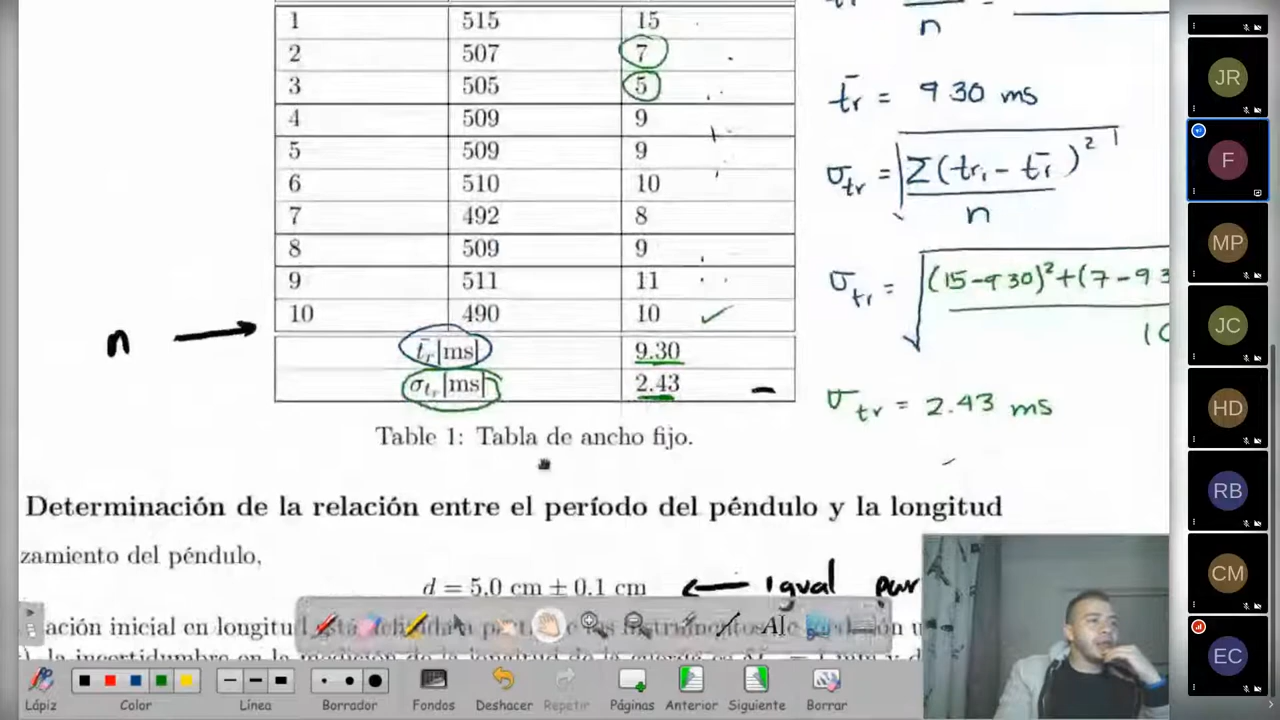 1 515 15
2 507 7
3 505 5
4 509 9
5 509 9
6 510 10
7 492 8
8 509 9
9 511 11
10 490 10
n →
t̄r[ms] 9.30
σtr[ms] 2.43
Table 1: Tabla de ancho fijo.
n
t̄r = 9.30 ms
σtr = √ Σ(tri - t̄r)²
n
σtr = √ (15-9.30)²+(7-9.3
σtr = 2.43 ms
Determinación de la relación entre el período del péndulo y la longitud
zamiento del péndulo,
d = 5.0 cm ± 0.1 cm ← igual par
ación inicial en longitud
Lápiz
Color
Línea
Borrador
Fondos
Deshacer
Repetir
Páginas
Anterior
Siguiente
Borrar
JR
F
MP
JC
HD
RB
CM
EC